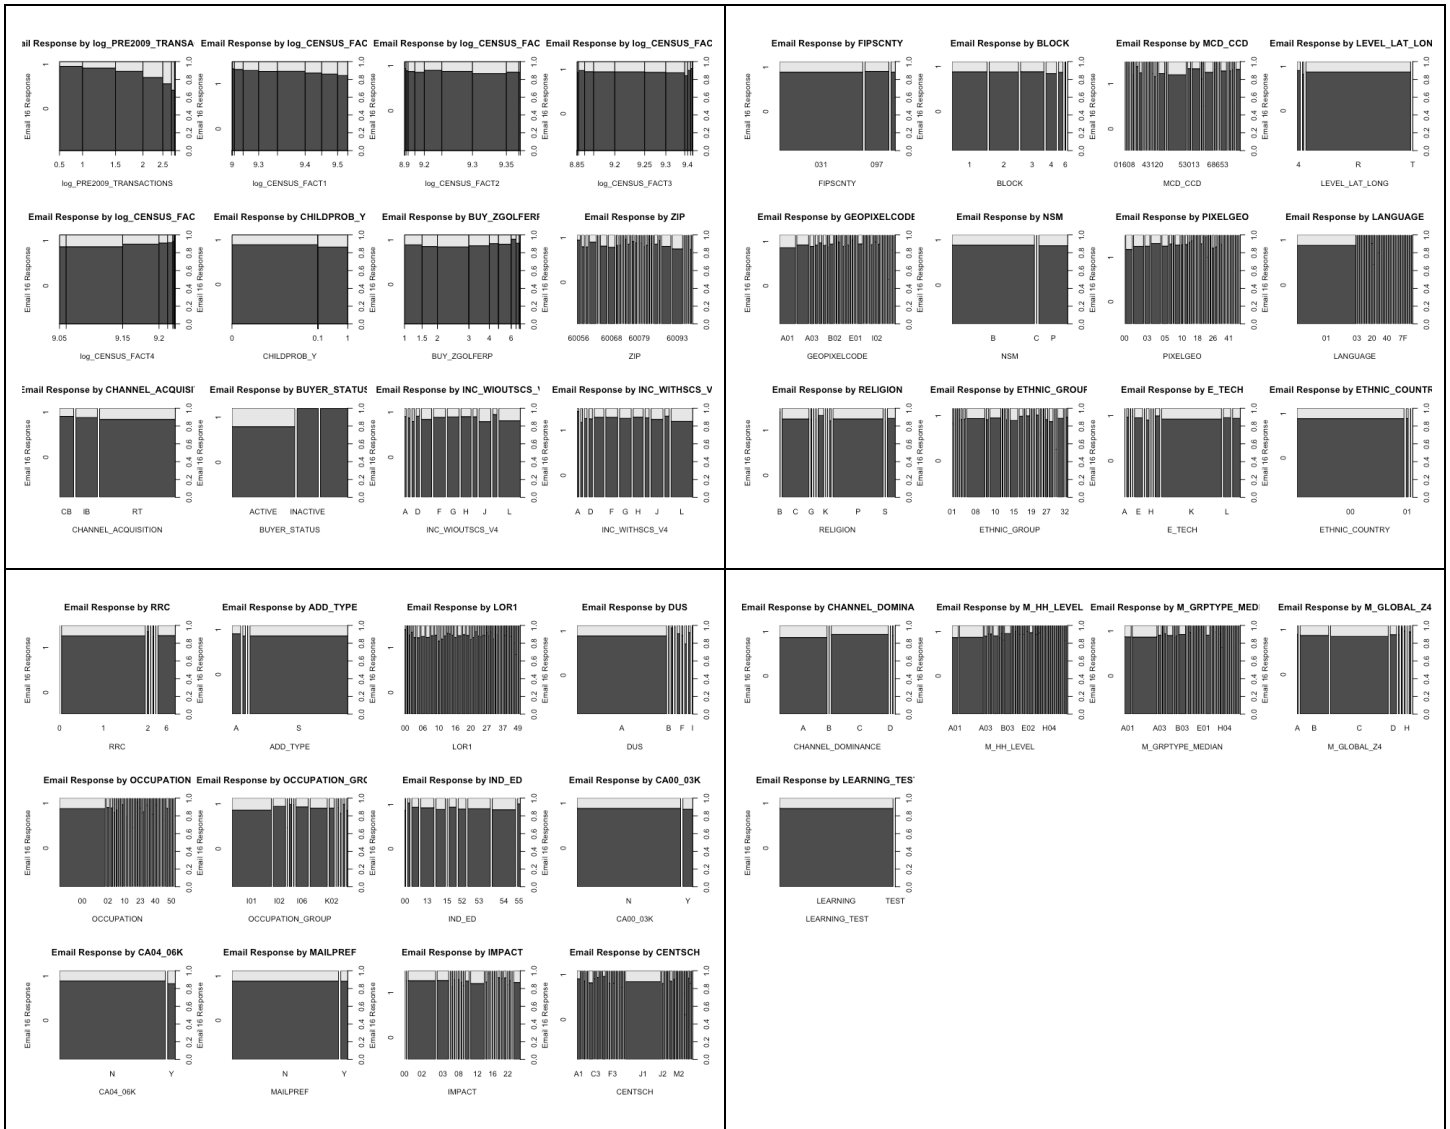 ail Response by log_PRE2009_TRANSA
Email Response by log_CENSUS_FAC
Email Response by log_CENSUS_FAC
Email Response by log_CENSUS_FAC
Email 16 Response
0 1
0.0 0.2 0.4 0.6 0.8 1.0
0.5 1 1.5 2 2.5
9 9.3 9.4 9.5
8.9 9.2 9.3 9.35
8.85 9.2 9.25 9.3 9.4
log_PRE2009_TRANSACTIONS
log_CENSUS_FACT1
log_CENSUS_FACT2
log_CENSUS_FACT3
Email Response by log_CENSUS_FAC
Email Response by CHILDPROB_Y
Email Response by BUY_ZGOLFERF
Email Response by ZIP
9.05 9.15 9.2
0 0.1 1
1 1.5 2 3 4 6
60056 60068 60079 60093
log_CENSUS_FACT4
CHILDPROB_Y
BUY_ZGOLFERP
ZIP
Email Response by CHANNEL_ACQUISI
Email Response by BUYER_STATUS
Email Response by INC_WIOUTSCS_V
Email Response by INC_WITHSCS_V
CB IB RT
ACTIVE INACTIVE
A D F G H J L
A D F G H J L
CHANNEL_ACQUISITION
BUYER_STATUS
INC_WIOUTSCS_V4
INC_WITHSCS_V4
Email Response by FIPSCNTY
Email Response by BLOCK
Email Response by MCD_CCD
Email Response by LEVEL_LAT_LON
031 097
1 2 3 4 6
01608 43120 53013 68653
4 R T
FIPSCNTY
BLOCK
MCD_CCD
LEVEL_LAT_LONG
Email Response by GEOPIXELCODE
Email Response by NSM
Email Response by PIXELGEO
Email Response by LANGUAGE
A01 A03 B02 E01 I02
B C P
00 03 05 10 18 26 41
01 03 20 40 7F
GEOPIXELCODE
NSM
PIXELGEO
LANGUAGE
Email Response by RELIGION
Email Response by ETHNIC_GROUF
Email Response by E_TECH
Email Response by ETHNIC_COUNTR
B C G K P S
01 08 10 15 19 27 32
A E H K L
00 01
RELIGION
ETHNIC_GROUP
E_TECH
ETHNIC_COUNTRY
Email Response by RRC
Email Response by ADD_TYPE
Email Response by LOR1
Email Response by DUS
0 1 2 6
A S
00 06 10 16 20 27 37 49
A B F I
RRC
ADD_TYPE
LOR1
DUS
Email Response by OCCUPATION
Email Response by OCCUPATION_GRC
Email Response by IND_ED
Email Response by CA00_03K
00 02 10 23 40 50
I01 I02 I06 K02
00 13 15 52 53 54 55
N Y
OCCUPATION
OCCUPATION_GROUP
IND_ED
CA00_03K
Email Response by CA04_06K
Email Response by MAILPREF
Email Response by IMPACT
Email Response by CENTSCH
N Y
N Y
00 02 03 08 12 16 22
A1 C3 F3 J1 J2 M2
CA04_06K
MAILPREF
IMPACT
CENTSCH
Email Response by CHANNEL_DOMINA
Email Response by M_HH_LEVEL
Email Response by M_GRPTYPE_MEDI
Email Response by M_GLOBAL_Z4
A B C D
A01 A03 B03 E02 H04
A01 A03 B03 E01 H04
A B C D H
CHANNEL_DOMINANCE
M_HH_LEVEL
M_GRPTYPE_MEDIAN
M_GLOBAL_Z4
Email Response by LEARNING_TES
LEARNING TEST
LEARNING_TEST